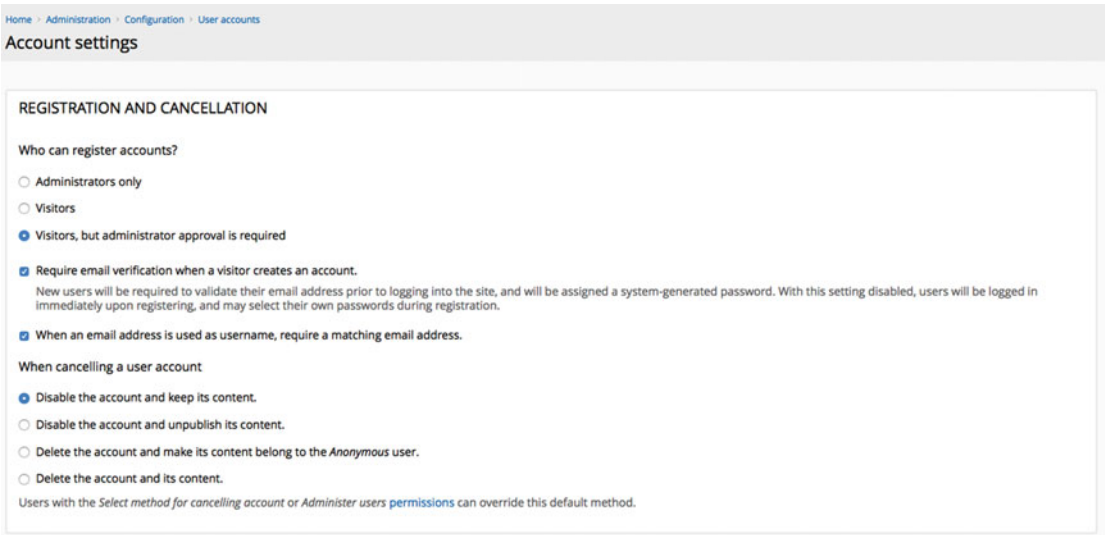 Home › Administration › Configuration › User accounts
Account settings
REGISTRATION AND CANCELLATION
Who can register accounts?
Administrators only
Visitors
Visitors, but administrator approval is required
Require email verification when a visitor creates an account.
New users will be required to validate their email address prior to logging into the site, and will be assigned a system-generated password. With this setting disabled, users will be logged in
immediately upon registering, and may select their own passwords during registration.
When an email address is used as username, require a matching email address.
When cancelling a user account
Disable the account and keep its content.
Disable the account and unpublish its content.
Delete the account and make its content belong to the Anonymous user.
Delete the account and its content.
Users with the Select method for cancelling account or Administer users permissions can override this default method.